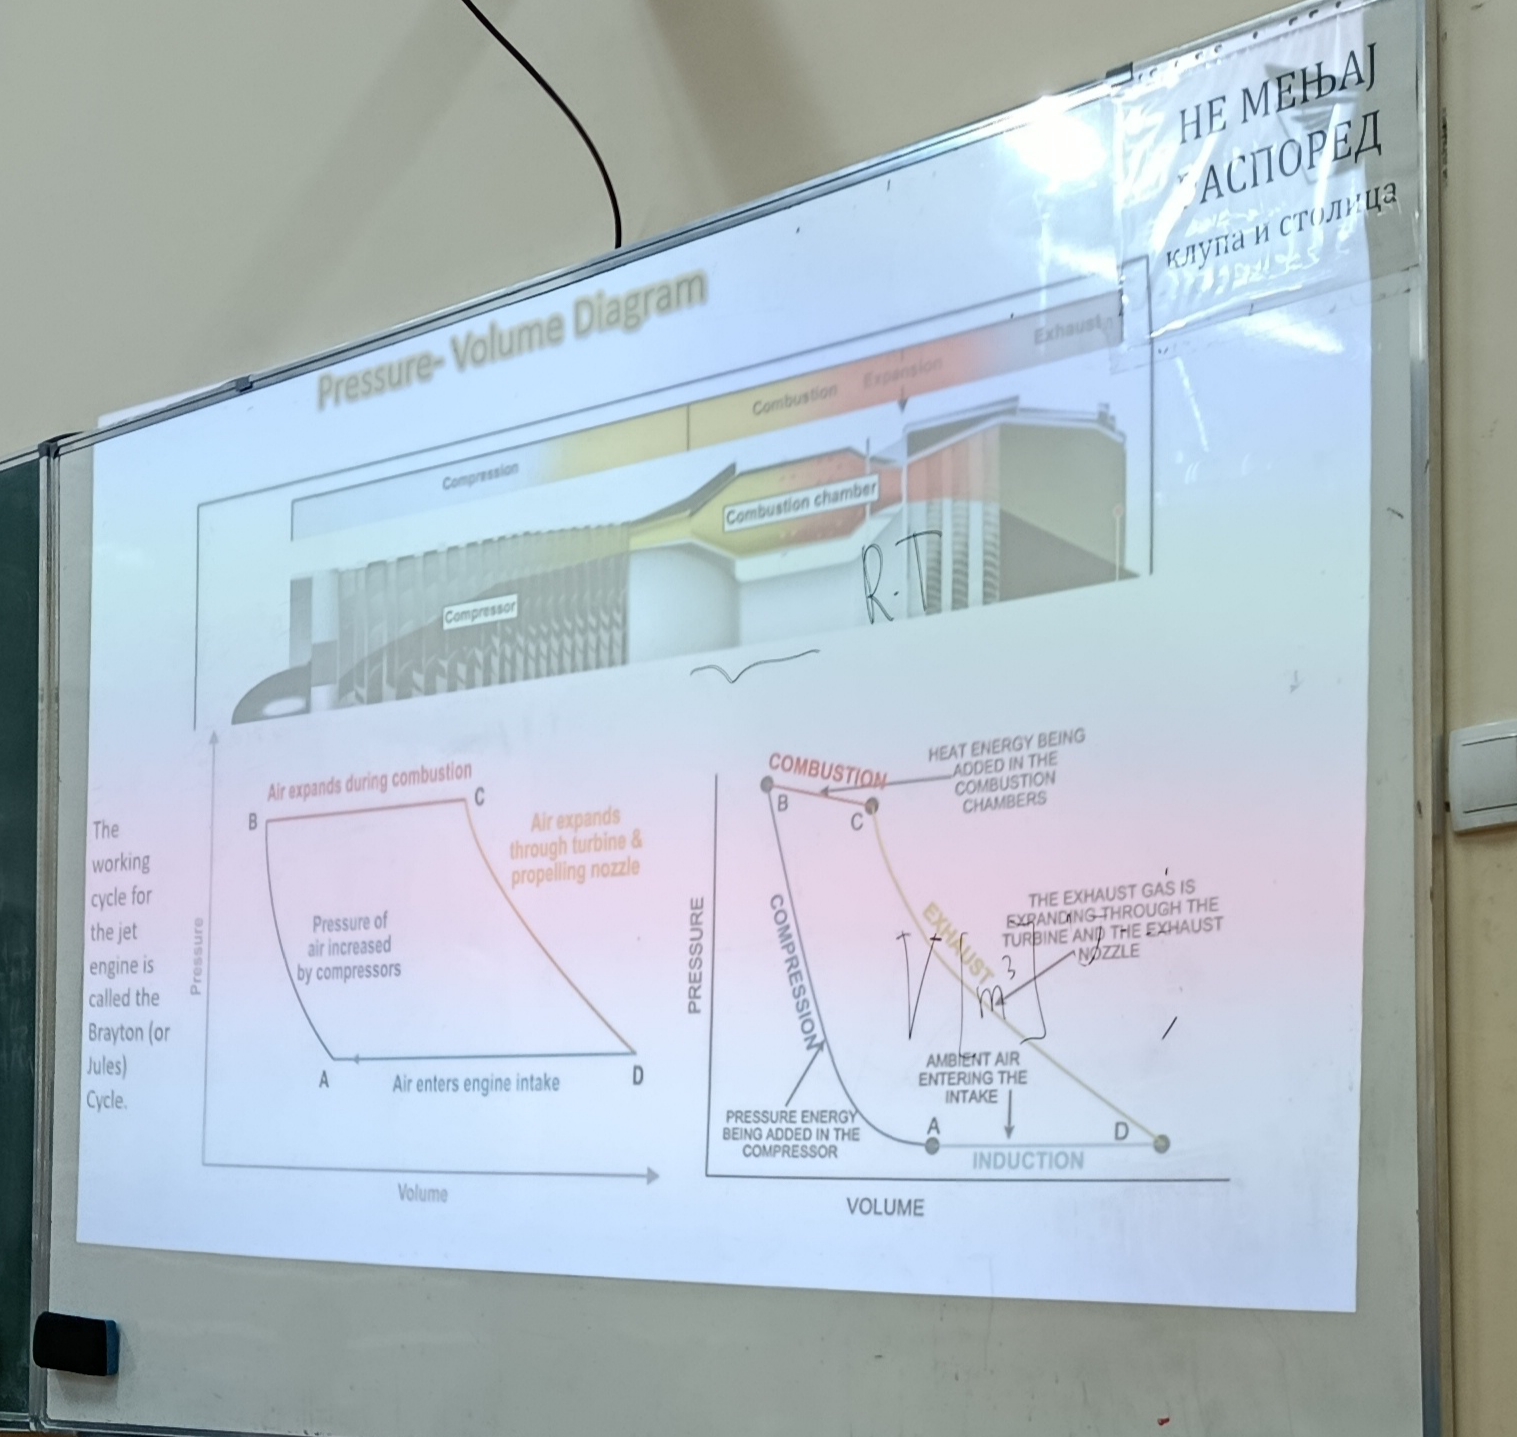 НЕ МЕЊАЈ
РАСПОРЕД
клупа и столица
Pressure- Volume Diagram
Compression
Combustion
Expansion
Exhaust
Combustion chamber
Compressor
R.T
The
working
cycle for
the jet
engine is
called the
Brayton (or
Jules)
Cycle.
Pressure
Air expands during combustion
B
C
Air expands
through turbine &
propelling nozzle
Pressure of
air increased
by compressors
A
Air enters engine intake
D
Volume
PRESSURE
COMBUSTION
B
C
HEAT ENERGY BEING
ADDED IN THE
COMBUSTION
CHAMBERS
COMPRESSION
EXHAUST
THE EXHAUST GAS IS
EXPANDING THROUGH THE
TURBINE AND THE EXHAUST
NOZZLE
V [m3]
AMBIENT AIR
ENTERING THE
INTAKE
PRESSURE ENERGY
BEING ADDED IN THE
COMPRESSOR
A
D
INDUCTION
VOLUME